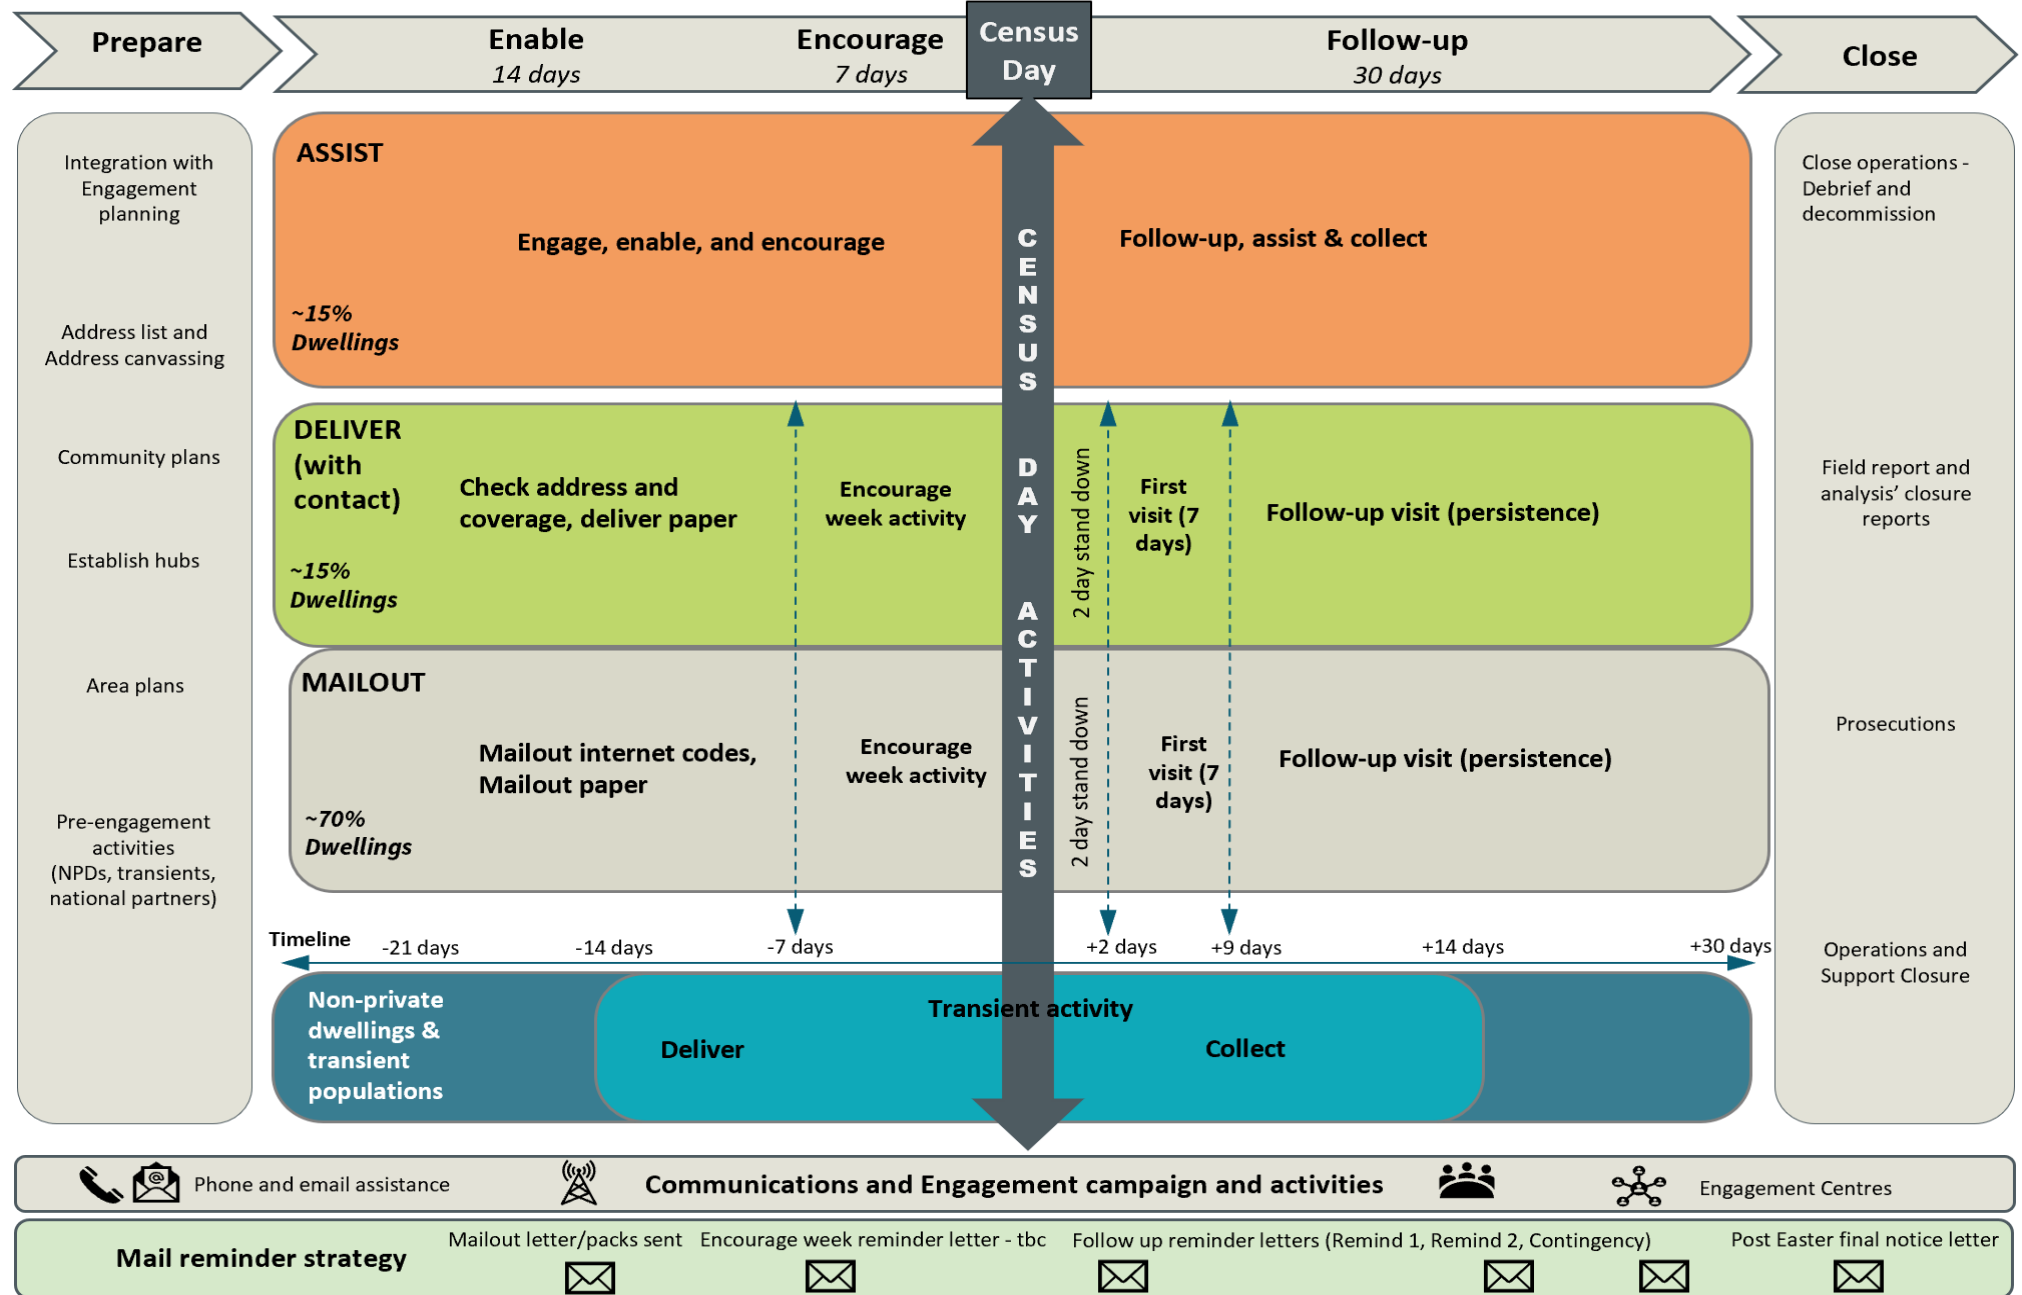 Prepare
Enable
14 days
Encourage
7 days
Census
Day
Follow-up
30 days
Close
Integration with
Engagement
planning
Address list and
Address canvassing
Community plans
Establish hubs
Area plans
Pre-engagement
activities
(NPDs, transients,
national partners)
ASSIST
Engage, enable, and encourage
Follow-up, assist & collect
~15%
Dwellings
DELIVER
(with
contact)
Check address and
coverage, deliver paper
Encourage
week activity
2 day stand down
First
visit (7
days)
Follow-up visit (persistence)
~15%
Dwellings
MAILOUT
Mailout internet codes,
Mailout paper
Encourage
week activity
2 day stand down
First
visit (7
days)
Follow-up visit (persistence)
~70%
Dwellings
CENSUS DAY ACTIVITIES
Timeline
-21 days
-14 days
-7 days
+2 days
+9 days
+14 days
+30 days
Non-private
dwellings &
transient
populations
Transient activity
Deliver
Collect
Close operations -
Debrief and
decommission
Field report and
analysis’ closure
reports
Prosecutions
Operations and
Support Closure
Phone and email assistance
Communications and Engagement campaign and activities
Engagement Centres
Mail reminder strategy
Mailout letter/packs sent
Encourage week reminder letter - tbc
Follow up reminder letters (Remind 1, Remind 2, Contingency)
Post Easter final notice letter